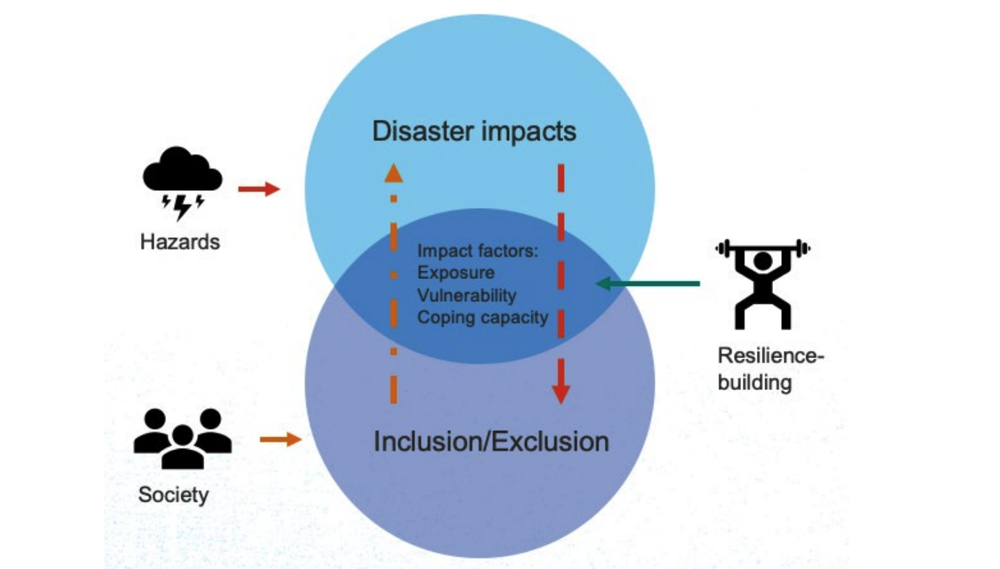 Disaster impacts
Hazards
Impact factors:
Exposure
Vulnerability
Coping capacity
Resilience-
building
Inclusion/Exclusion
Society